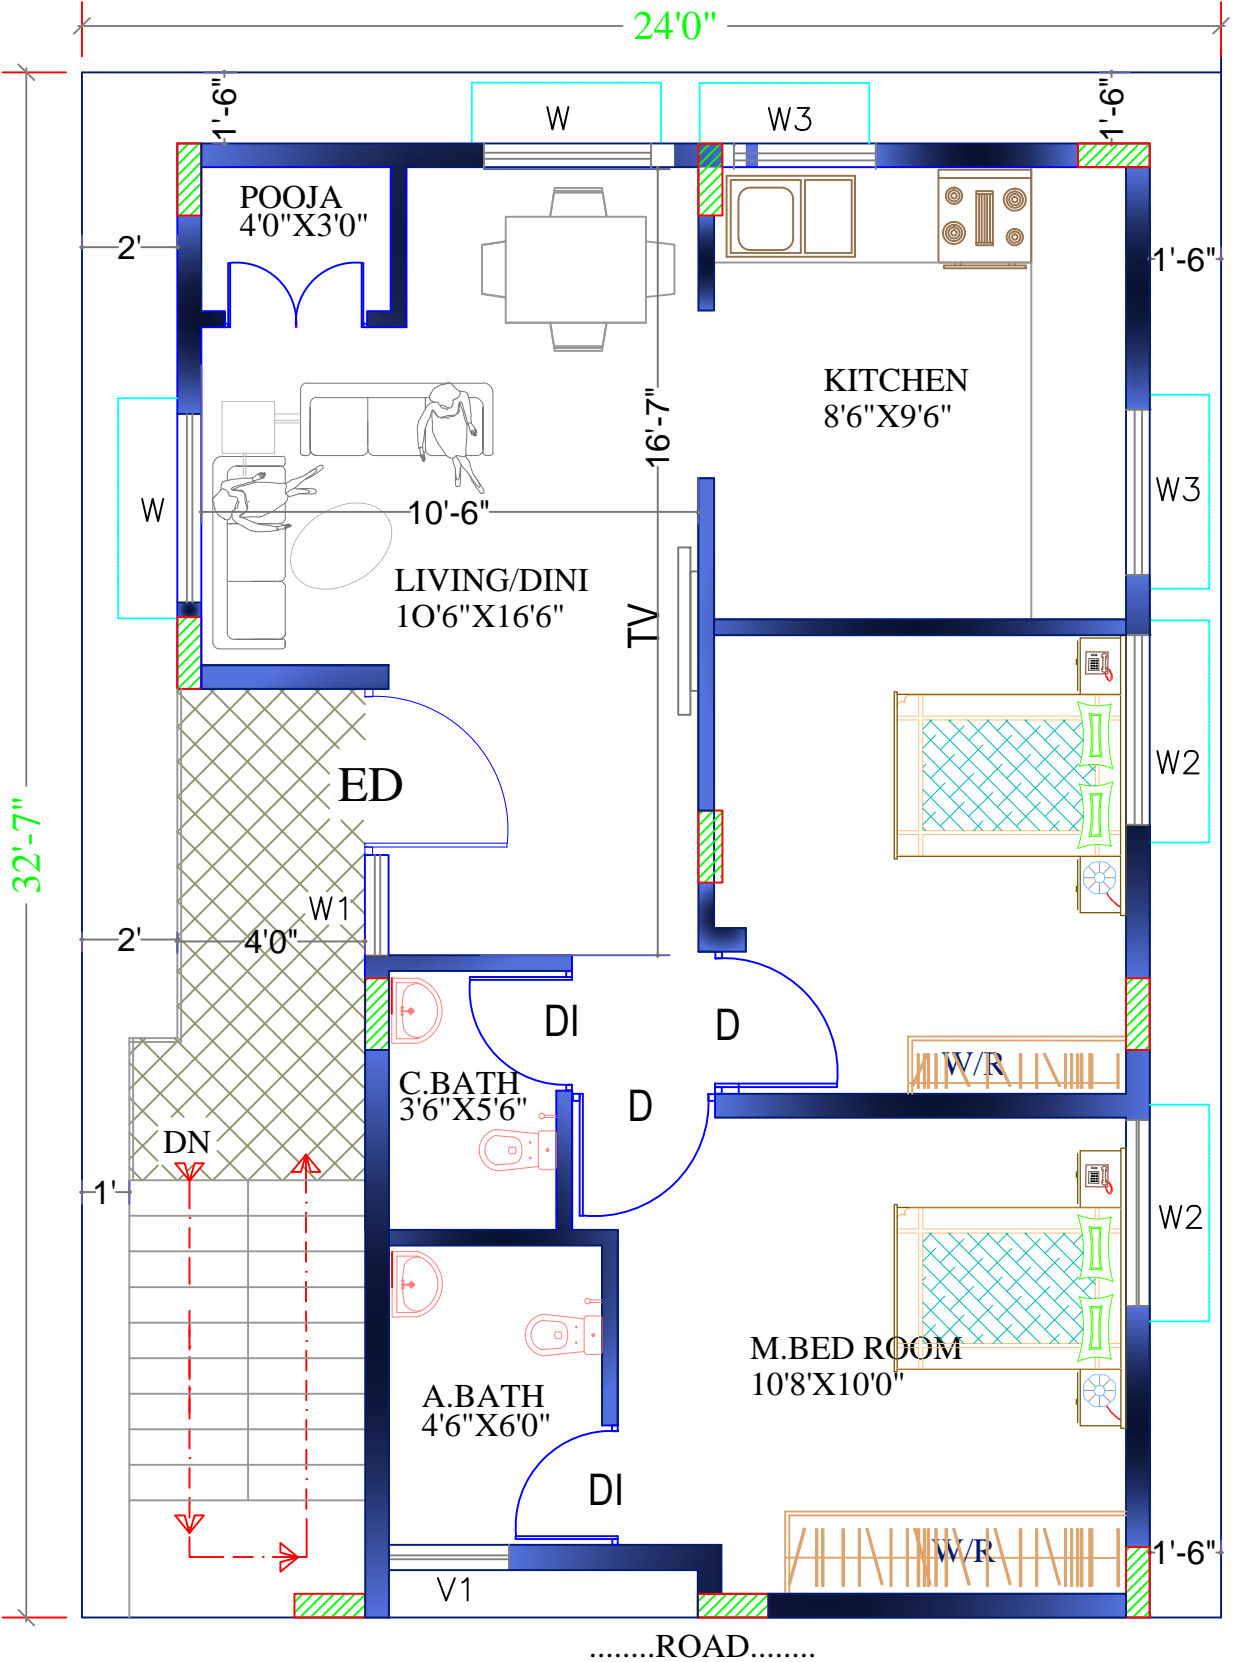 24'0"
1'-6"
1'-6"
W
W3
POOJA
4'0"X3'0"
2'
1'-6"
KITCHEN
8'6"X9'6"
16'-7"
W
10'-6"
W3
LIVING/DINI
1O'6"X16'6"
TV
ED
W2
32'-7"
W1
2'
4'0"
DI
D
C.BATH
3'6"X5'6"
D
W/R
DN
1'
W2
M.BED ROOM
10'8'X10'0"
A.BATH
4'6"X6'0"
DI
W/R
1'-6"
V1
........ROAD........